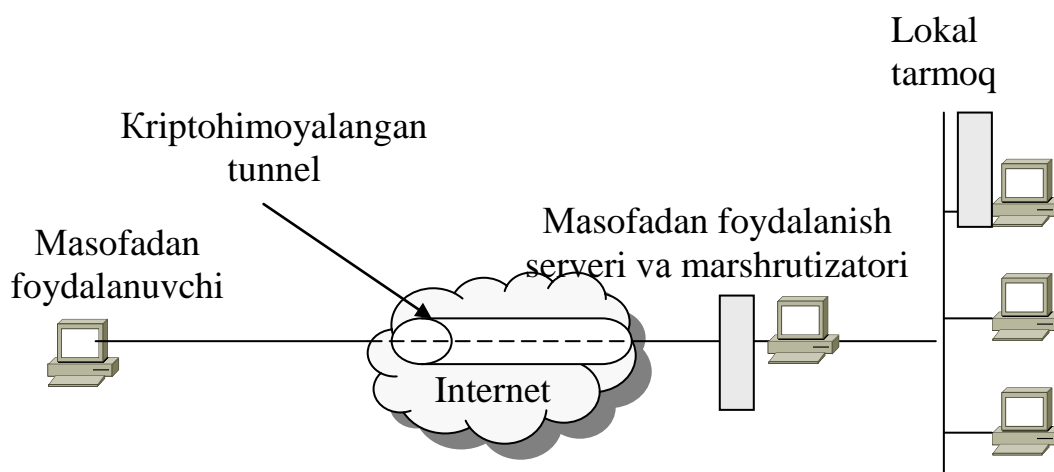 Lokal
tarmoq
Kriptohimoyalangan
tunnel
Masofadan foydalanish
serveri va marshrutizatori
Masofadan
foydalanuvchi
Internet